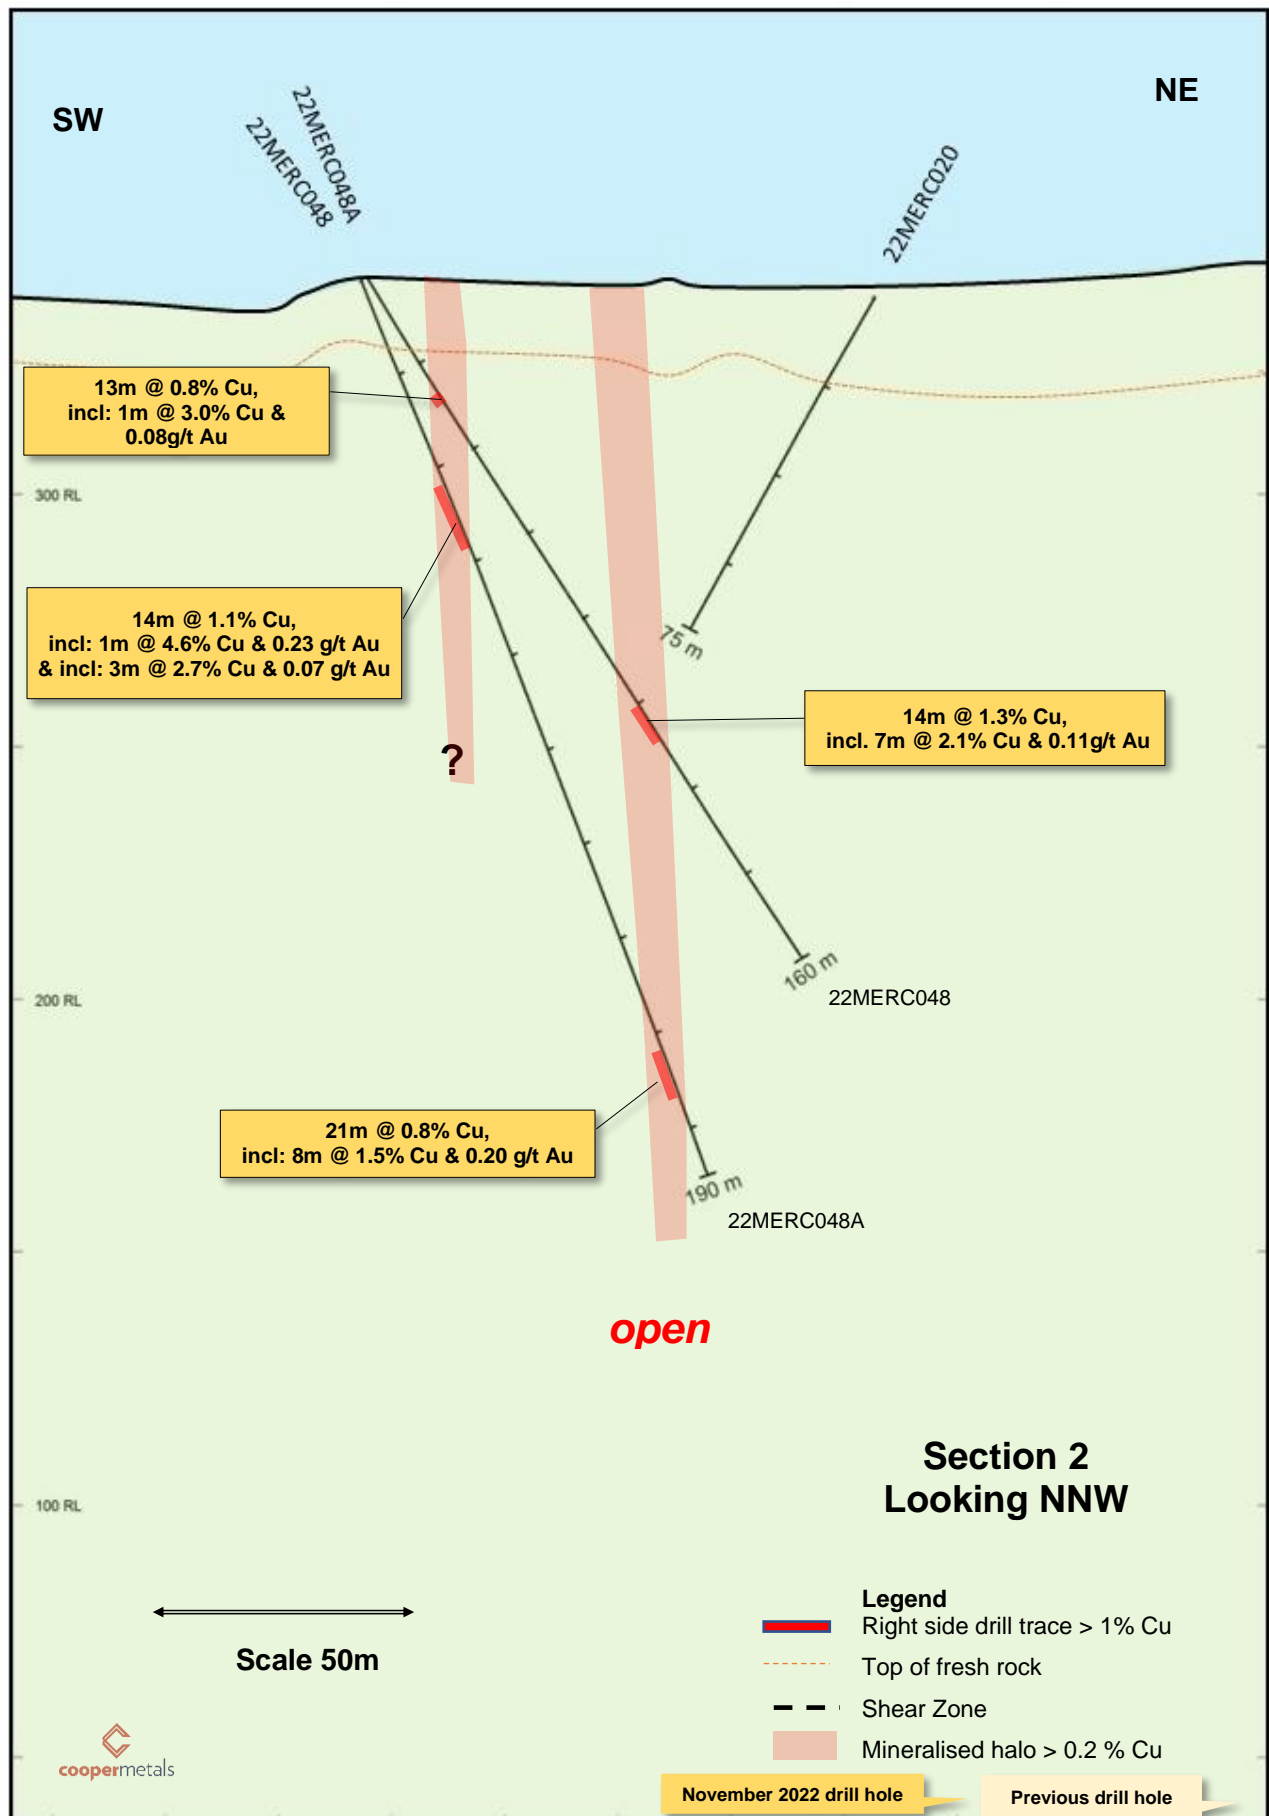 SW
NE
22MERC048A
22MERC048
22MERC020
13m @ 0.8% Cu,
incl: 1m @ 3.0% Cu &
0.08g/t Au
300 RL
14m @ 1.1% Cu,
incl: 1m @ 4.6% Cu & 0.23 g/t Au
& incl: 3m @ 2.7% Cu & 0.07 g/t Au
75 m
14m @ 1.3% Cu,
incl. 7m @ 2.1% Cu & 0.11g/t Au
?
160 m
22MERC048
200 RL
21m @ 0.8% Cu,
incl: 8m @ 1.5% Cu & 0.20 g/t Au
190 m
22MERC048A
open
Section 2
Looking NNW
100 RL
Scale 50m
Legend
Right side drill trace > 1% Cu
Top of fresh rock
Shear Zone
Mineralised halo > 0.2 % Cu
coopermetals
November 2022 drill hole
Previous drill hole